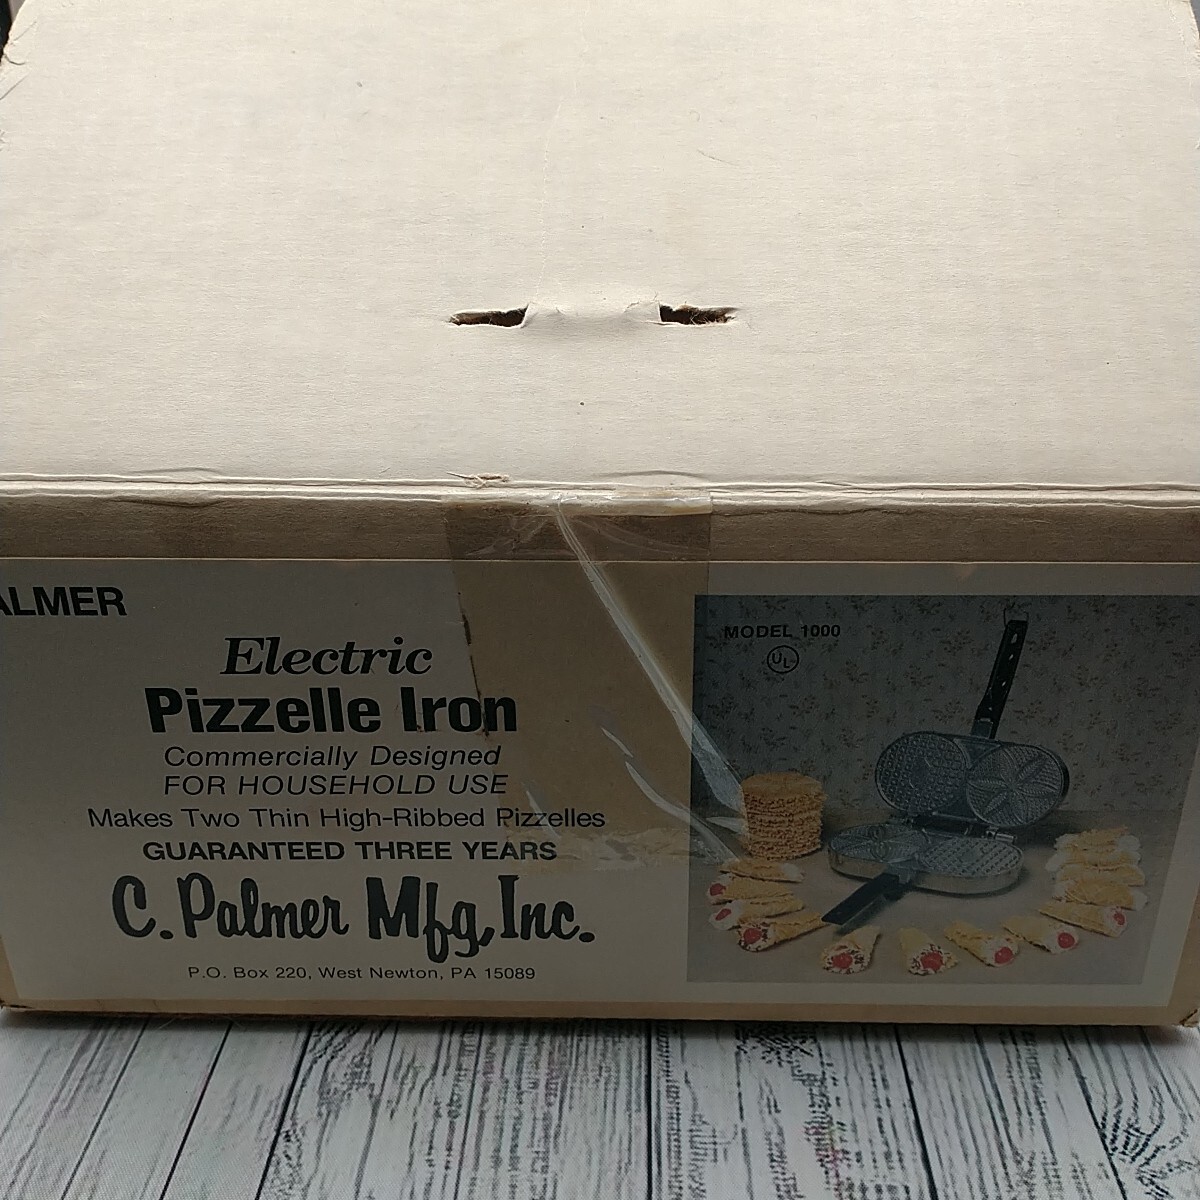 ALMER
Electric
Pizzelle Iron
Commercially Designed
FOR HOUSEHOLD USE
Makes Two Thin High-Ribbed Pizzelles
GUARANTEED THREE YEARS
C. Palmer Mfg, Inc.
P.O. Box 220, West Newton, PA 15089
MODEL 1000
UL